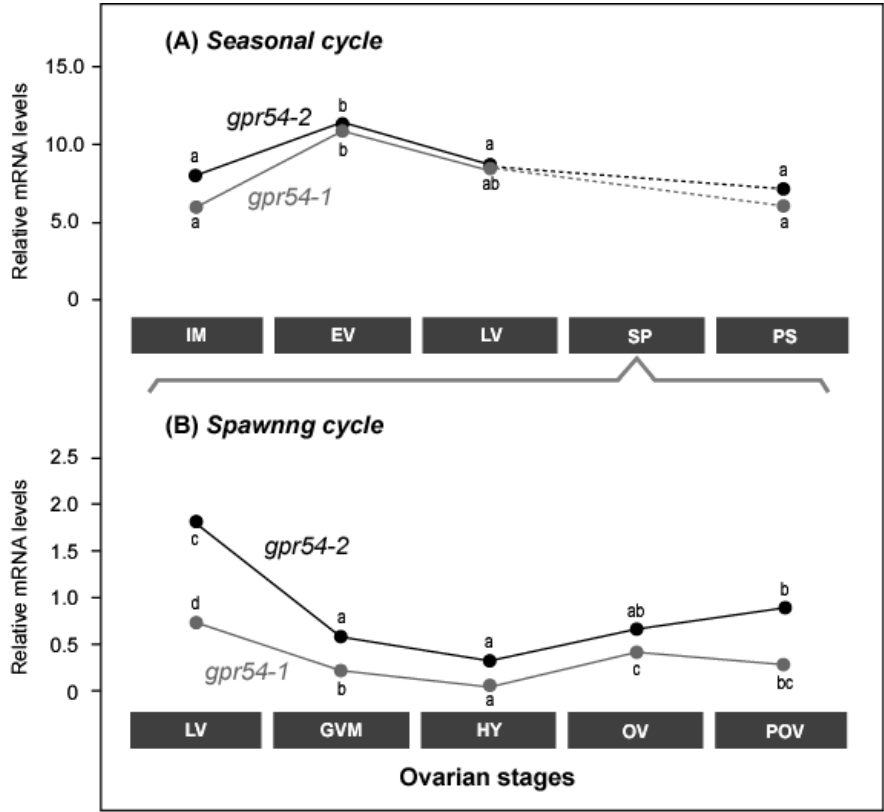 (A) Seasonal cycle
Relative mRNA levels
15.0
10.0
5.0
0
gpr54-2
gpr54-1
a
b
a
a
a
b
ab
a
IM EV LV SP PS
(B) Spawnng cycle
Relative mRNA levels
2.5
2.0
1.5
1.0
0.5
0
gpr54-2
gpr54-1
c
a
a
ab
b
d
b
a
c
bc
LV GVM HY OV POV
Ovarian stages